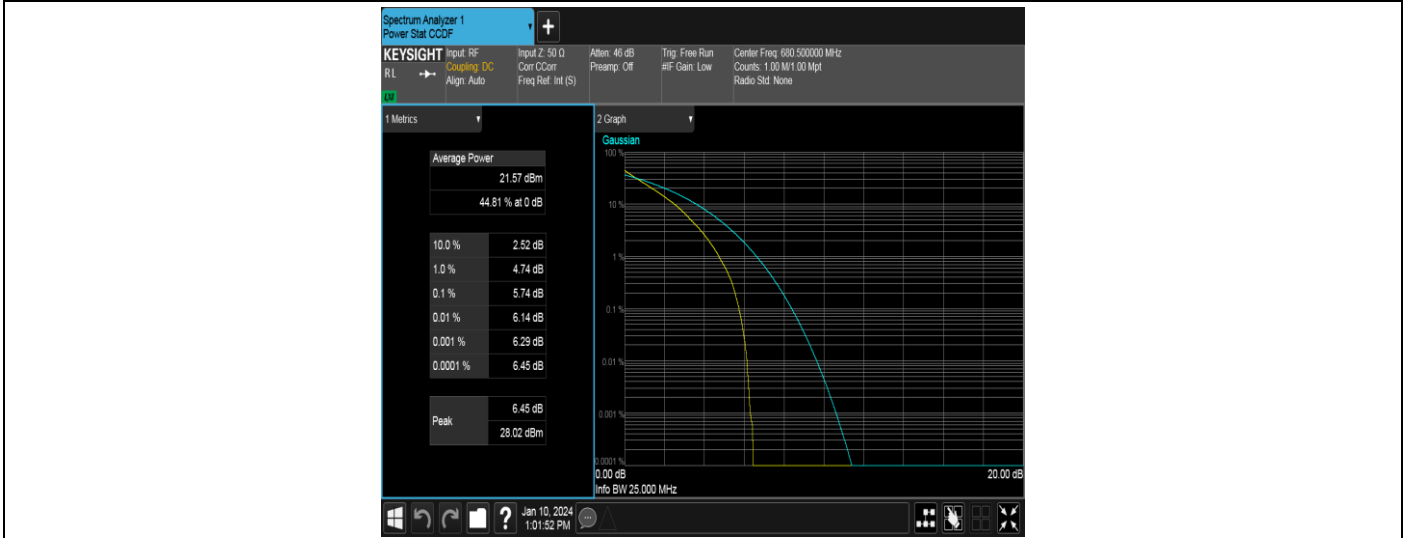 Spectrum Analyzer 1
Power Stat CCDF
+
KEYSIGHT
RL
Input: RF
Coupling: DC
Align: Auto
Input Z: 50 Ω
Corr CCorr
Freq Ref: Int (S)
Atten: 46 dB
Preamp: Off
Trig: Free Run
#IF Gain: Low
Center Freq: 680.500000 MHz
Counts: 1.00 M/1.00 Mpt
Radio Std: None
1 Metrics
Average Power
21.57 dBm
44.81 % at 0 dB
10.0 % 2.52 dB
1.0 % 4.74 dB
0.1 % 5.74 dB
0.01 % 6.14 dB
0.001 % 6.29 dB
0.0001 % 6.45 dB
Peak
6.45 dB
28.02 dBm
2 Graph
Gaussian
100 %
10 %
1 %
0.1 %
0.01 %
0.001 %
0.0001 %
0.00 dB 20.00 dB
Info BW 25.000 MHz
?
Jan 10, 2024
1:01:52 PM